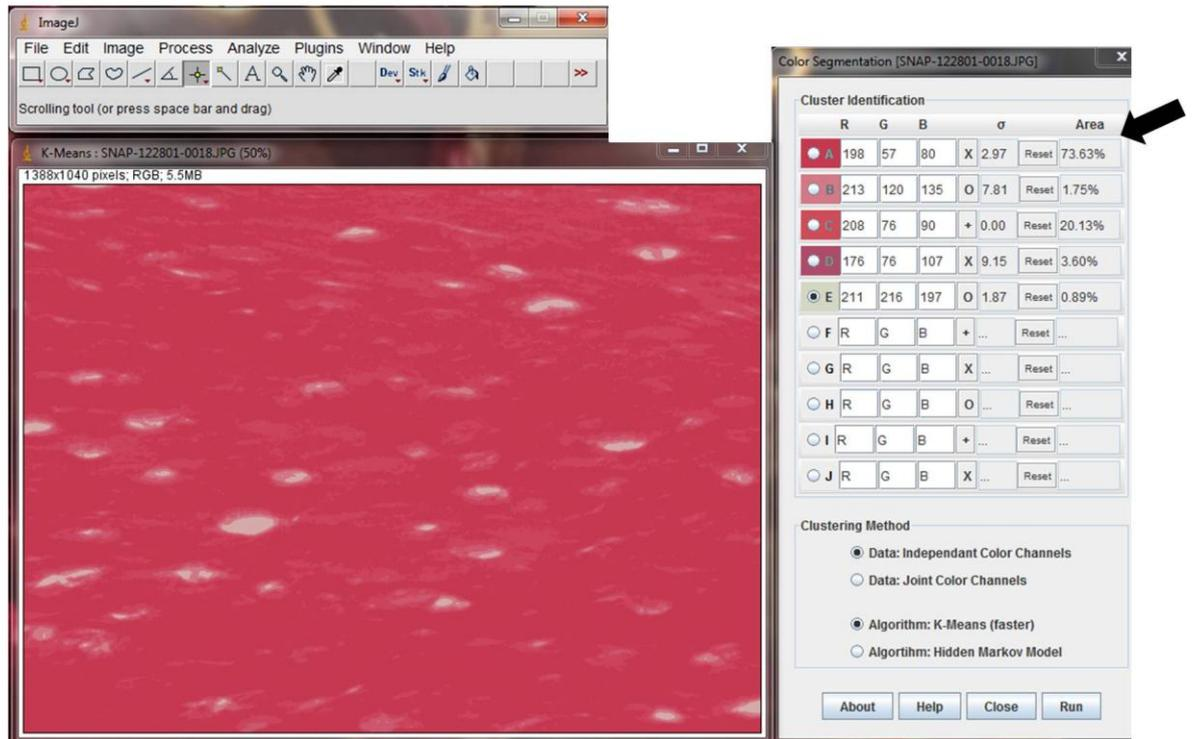 ImageJ
File Edit Image Process Analyze Plugins Window Help
A Dev Stk >>
Scrolling tool (or press space bar and drag)
K-Means : SNAP-122801-0018.JPG (50%)
1388x1040 pixels; RGB; 5.5MB
Color Segmentation [SNAP-122801-0018.JPG]
Cluster Identification
R G B σ Area
A 198 57 80 X 2.97 Reset 73.63%
B 213 120 135 O 7.81 Reset 1.75%
C 208 76 90 + 0.00 Reset 20.13%
D 176 76 107 X 9.15 Reset 3.60%
E 211 216 197 O 1.87 Reset 0.89%
F R G B + ... Reset ...
G R G B X ... Reset ...
H R G B O ... Reset ...
I R G B + ... Reset ...
J R G B X ... Reset ...
Clustering Method
Data: Independant Color Channels
Data: Joint Color Channels
Algorithm: K-Means (faster)
Algortihm: Hidden Markov Model
About Help Close Run